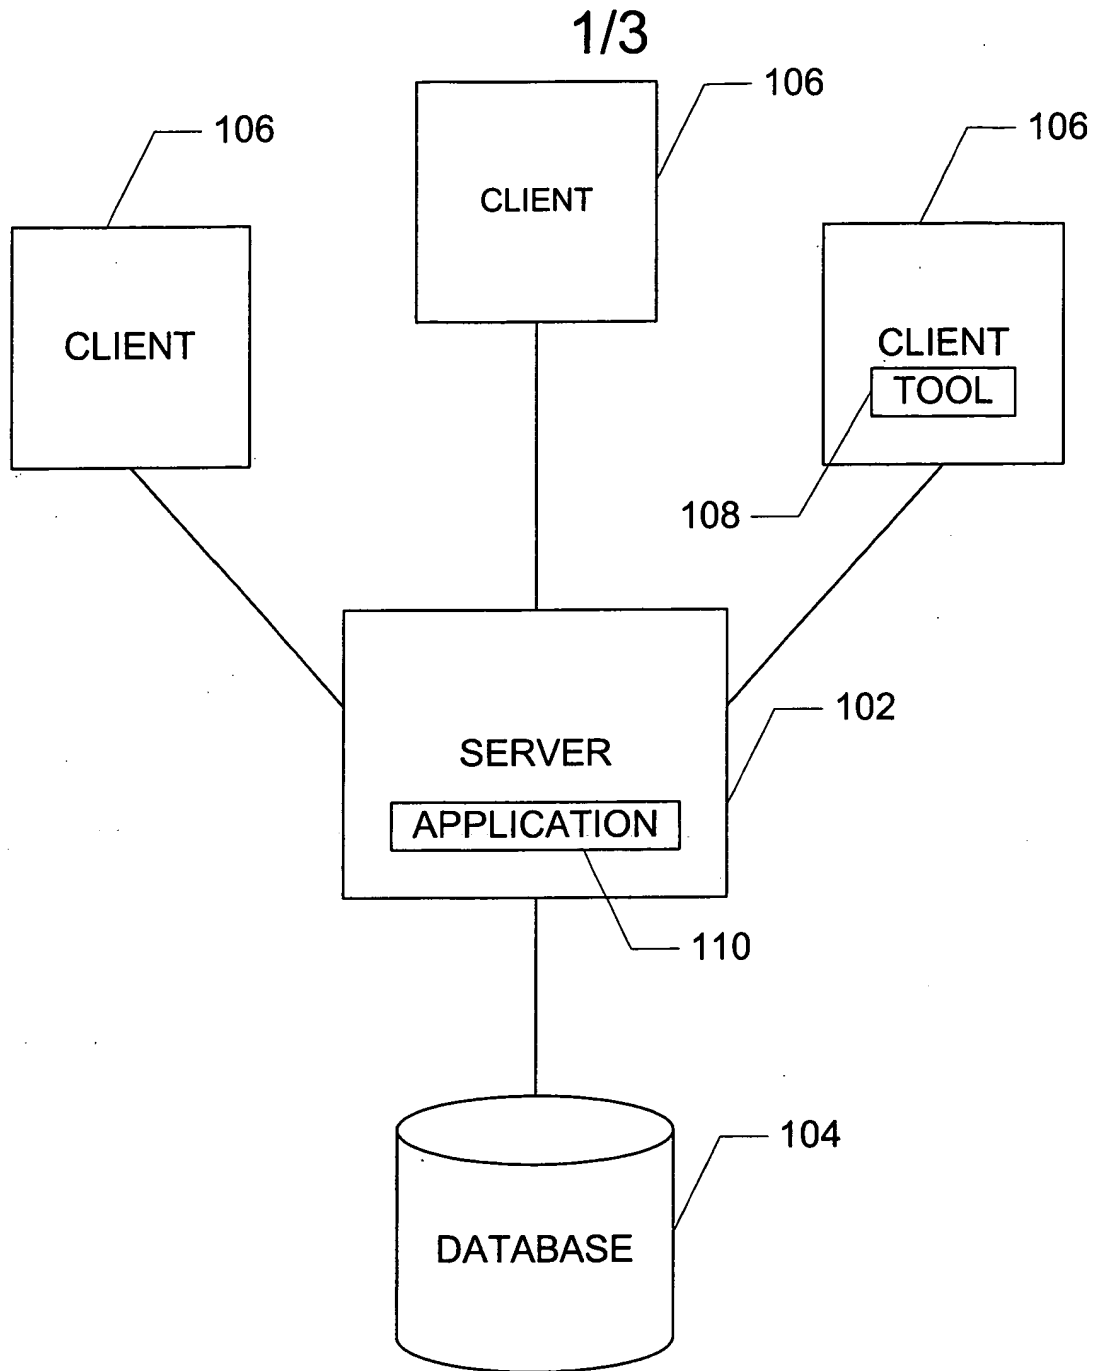 1/3
106
106
106
CLIENT
CLIENT
CLIENT
TOOL
108
102
SERVER
APPLICATION
110
104
DATABASE